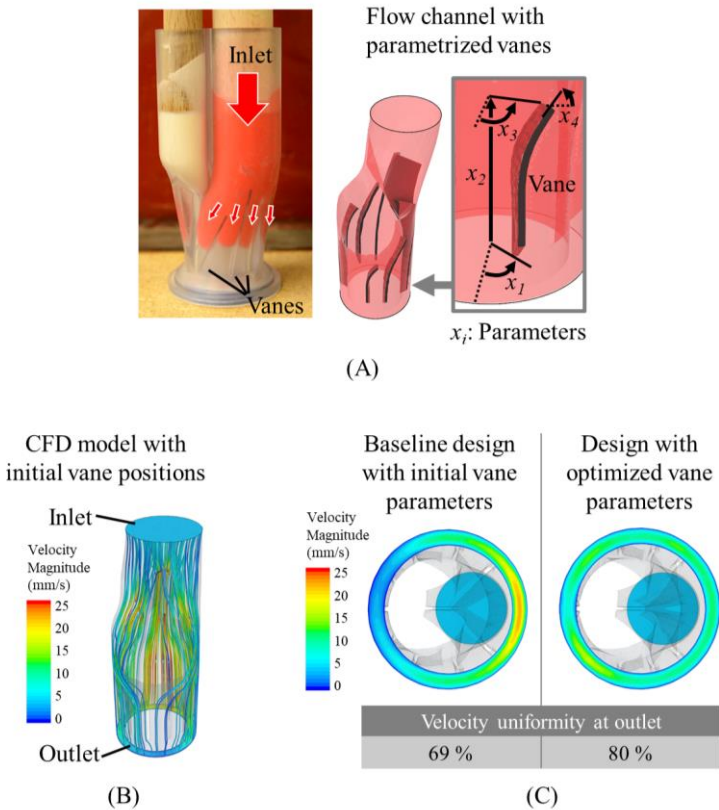 Flow channel with
parametrized vanes
Inlet
Vanes
x3
x4
x2
Vane
x1
xi: Parameters
(A)
CFD model with
initial vane positions
Inlet
Velocity
Magnitude
(mm/s)
25
20
15
10
5
0
Outlet
(B)
Baseline design
with initial vane
parameters
Design with
optimized vane
parameters
Velocity
Magnitude
(mm/s)
25
20
15
10
5
0
Velocity uniformity at outlet
69 % 80 %
(C)